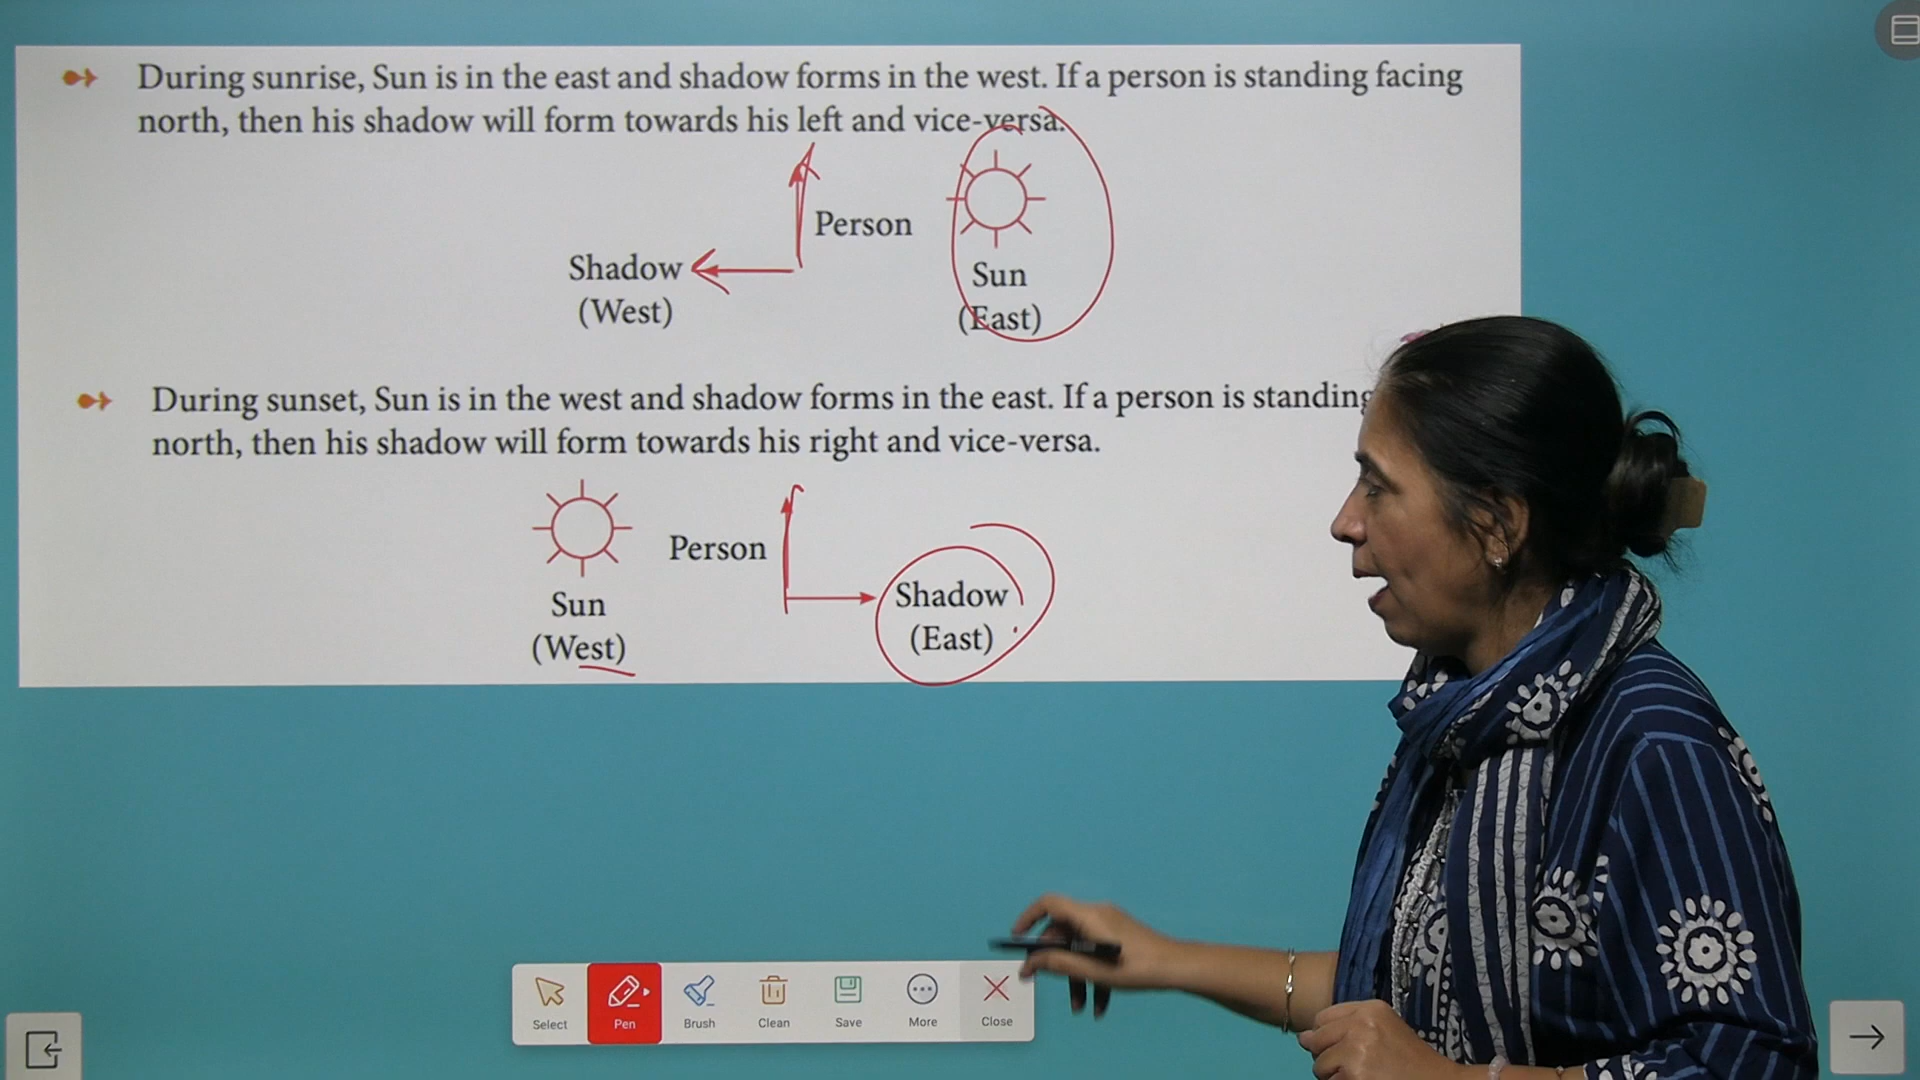 During sunrise, Sun is in the east and shadow forms in the west. If a person is standing facing
north, then his shadow will form towards his left and vice-versa.
Person
Shadow
(West)
Sun
(East)
During sunset, Sun is in the west and shadow forms in the east. If a person is standing
north, then his shadow will form towards his right and vice-versa.
Person
Shadow
(East)
Sun
(West)
Select
Pen
Brush
Clean
Save
More
Close